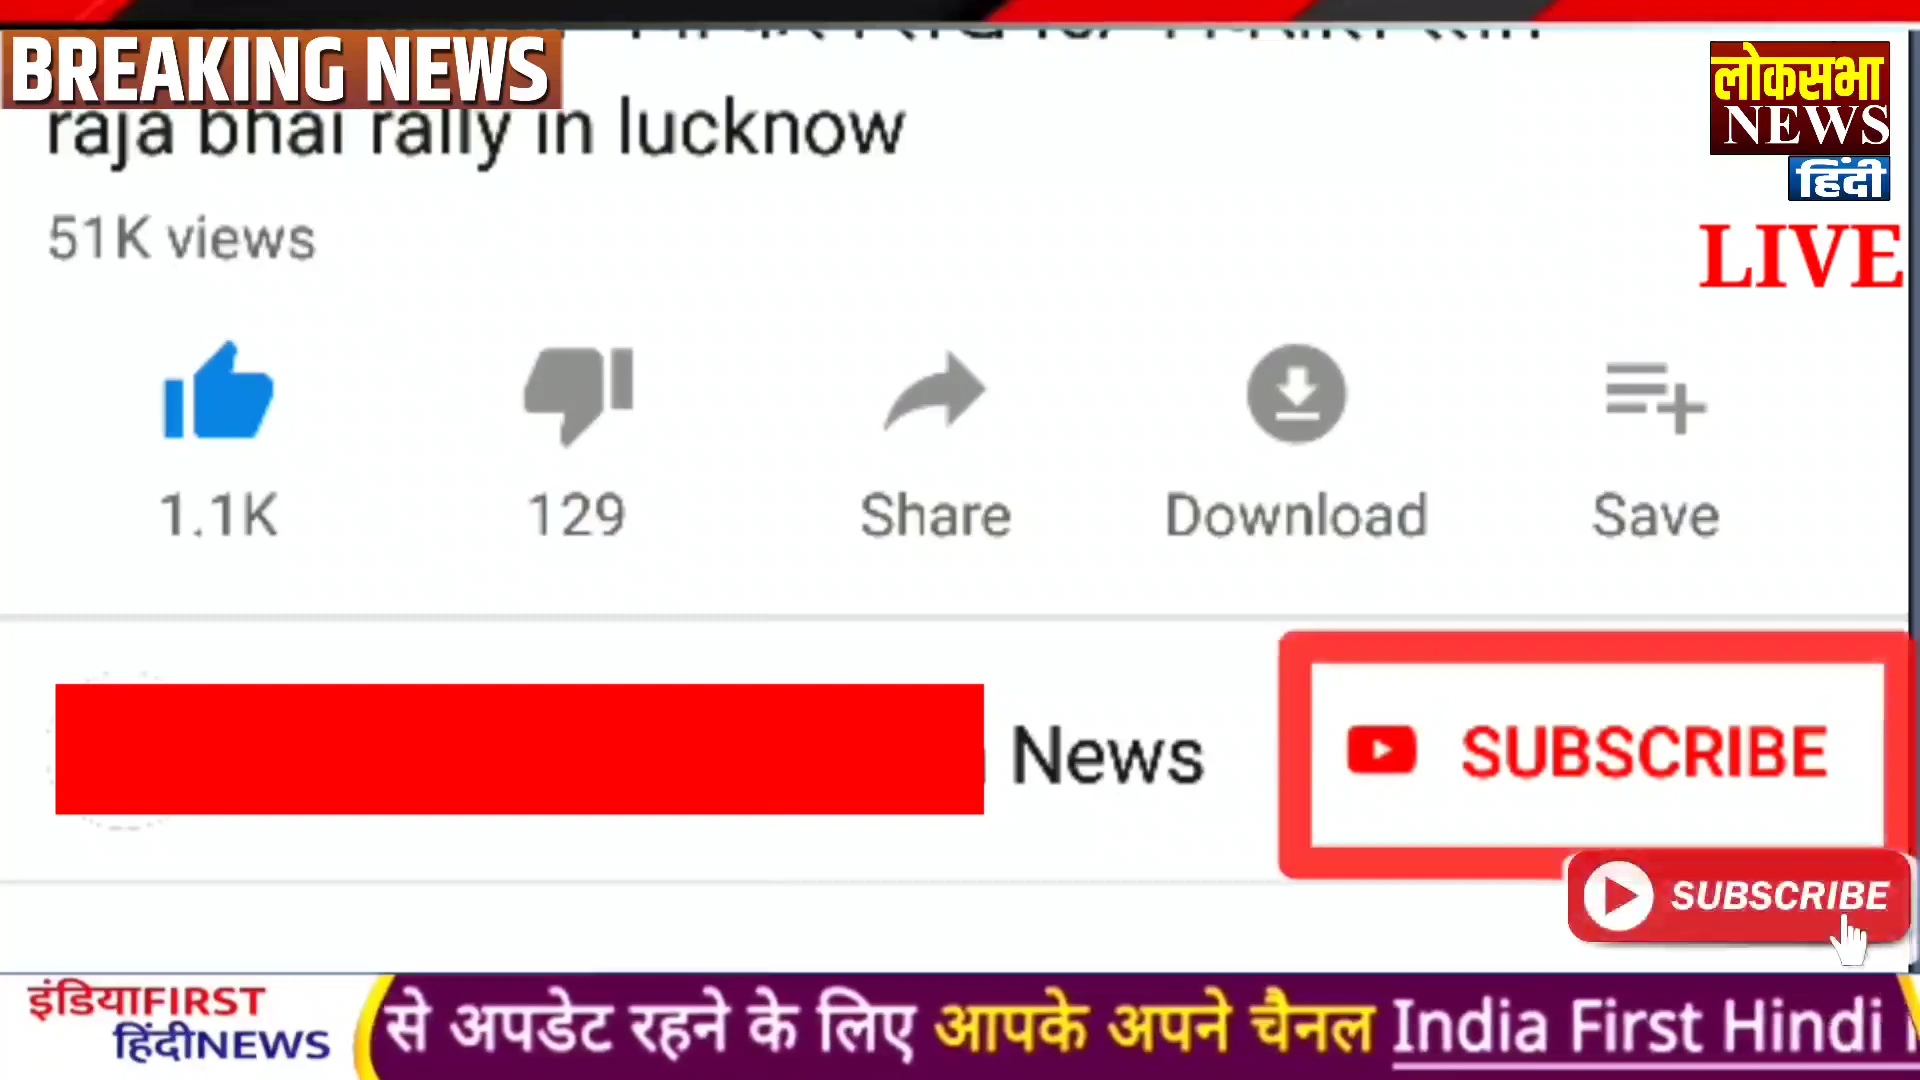 BREAKING NEWS
raja bhai rally in lucknow
51K views
लोकसभा
NEWS
हिंदी
LIVE
1.1K 129 Share Download Save
News SUBSCRIBE
SUBSCRIBE
इंडियाFIRST
हिंदीNEWS
से अपडेट रहने के लिए आपके अपने चैनल India First Hindi